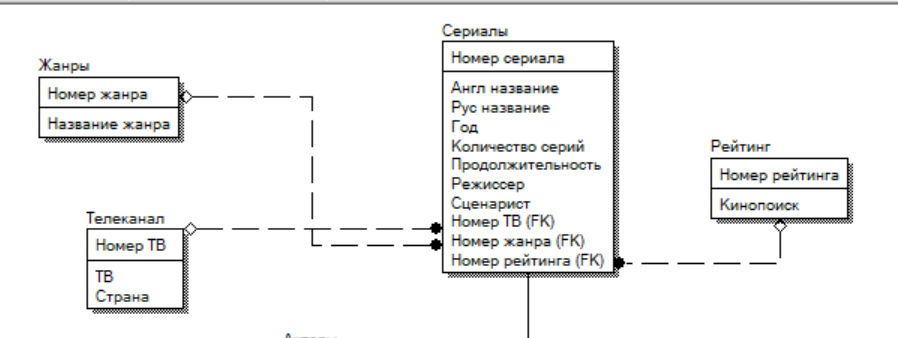 Сериалы
Номер сериала
Англ название
Рус название
Год
Количество серий
Продолжительность
Режиссер
Сценарист
Номер ТВ (FK)
Номер жанра (FK)
Номер рейтинга (FK)
Жанры
Номер жанра
Название жанра
Телеканал
Номер ТВ
ТВ
Страна
Рейтинг
Номер рейтинга
Кинопоиск